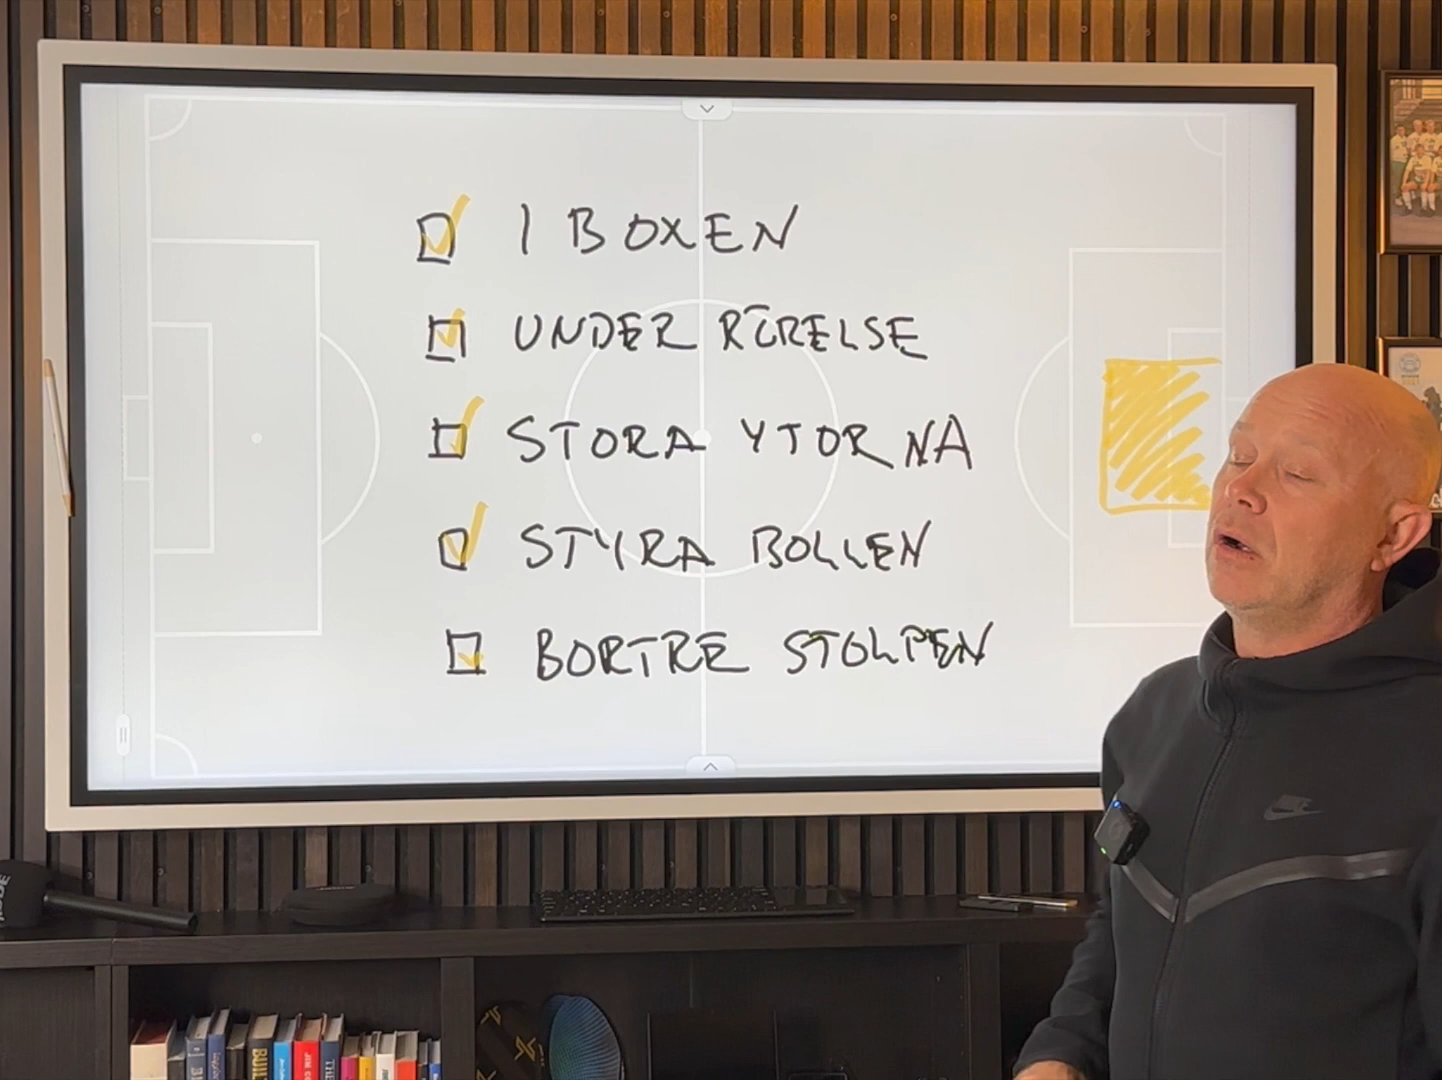 I BOXEN
UNDER RÖRELSE
STORA YTORNA
STYRA BOLLEN
BORTRE STOLPEN